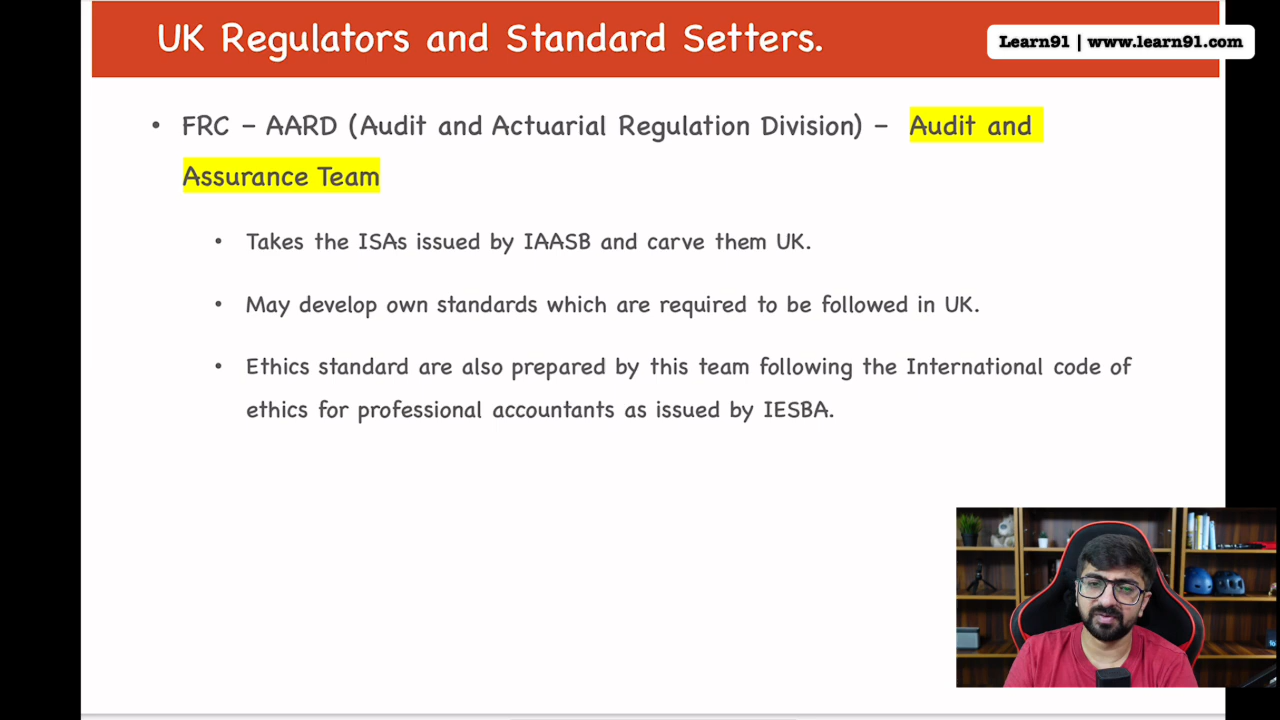 UK Regulators and Standard Setters.
Learn91 | www.learn91.com
• FRC – AARD (Audit and Actuarial Regulation Division) – Audit and
Assurance Team
• Takes the ISAs issued by IAASB and carve them UK.
• May develop own standards which are required to be followed in UK.
• Ethics standard are also prepared by this team following the International code of
ethics for professional accountants as issued by IESBA.